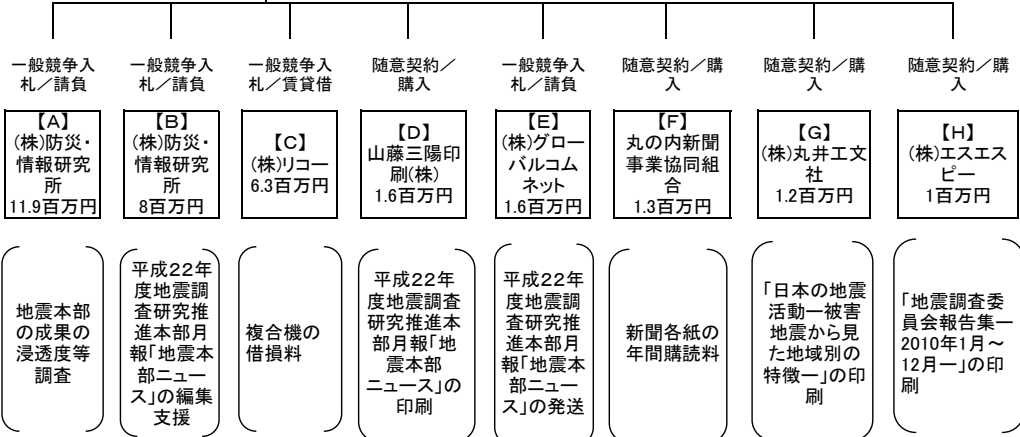 一般競争入
札／請負
一般競争入
札／請負
一般競争入
札／賃貸借
随意契約／
購入
一般競争入
札／請負
随意契約／購
入
随意契約／購
入
随意契約／購
入
【A】
(株)防災・
情報研究
所
11.9百万円
【B】
(株)防災・
情報研究
所
8百万円
【C】
(株)リコー
6.3百万円
【D】
山藤三陽印
刷(株)
1.6百万円
【E】
(株)グロー
バルコム
ネット
1.6百万円
【F】
丸の内新聞
事業協同組
合
1.3百万円
【G】
(株)丸井工文
社
1.2百万円
【H】
(株)エスエス
ピー
1百万円
地震本部
の成果の
浸透度等
調査
平成２２年
度地震調
査研究推
進本部月
報「地震本
部ニュー
ス」の編集
支援
複合機の
借損料
平成２２年
度地震調査
研究推進本
部月報「地
震本部
ニュース」の
印刷
平成２２年
度地震調
査研究推
進本部月
報「地震本
部ニュー
ス」の発送
新聞各紙の
年間購読料
「日本の地震
活動―被害
地震から見
た地域別の
特徴―」の印
刷
「地震調査委
員会報告集―
2010年1月～
12月―」の印
刷